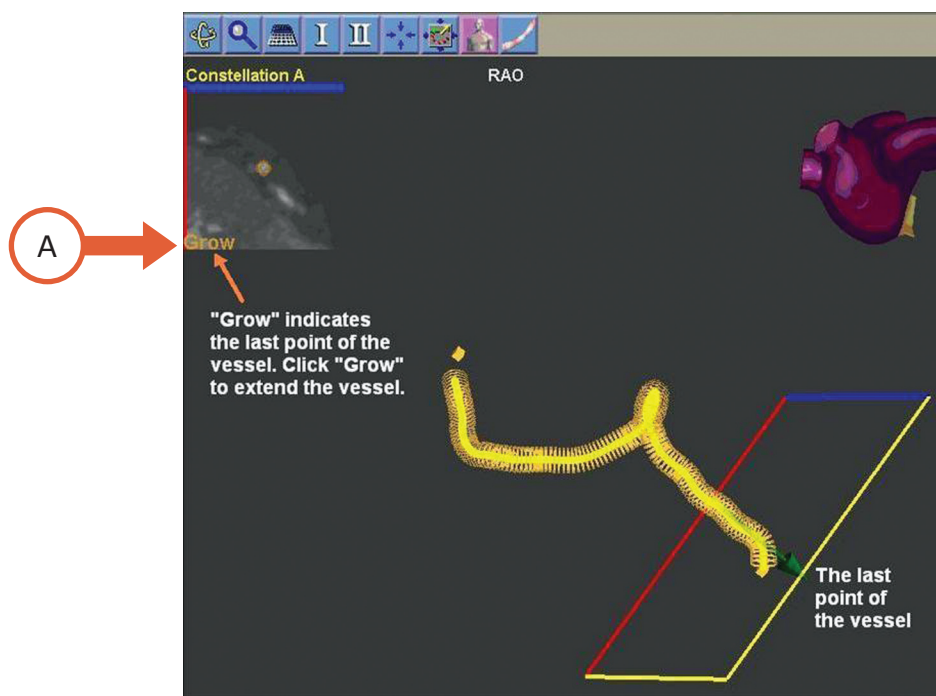 I II
Constellation A
RAO
A
Grow
"Grow" indicates
the last point of the
vessel. Click "Grow"
to extend the vessel.
The last
point of
the vessel